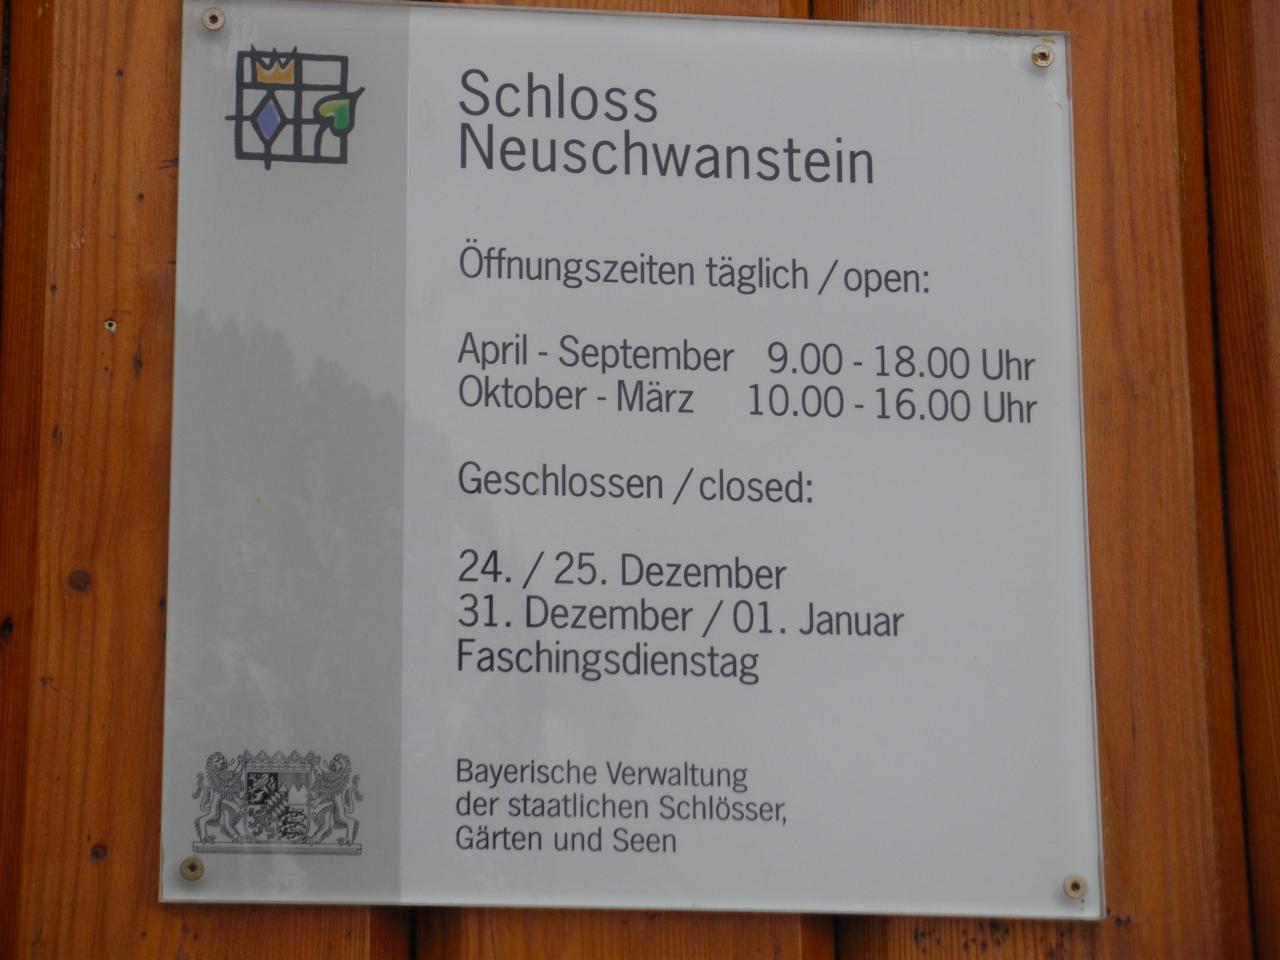 Schloss
Neuschwanstein
Öffnungszeiten täglich / open:
April - September 9.00 - 18.00 Uhr
Oktober - März 10.00 - 16.00 Uhr
Geschlossen / closed:
24. / 25. Dezember
31. Dezember / 01. Januar
Faschingsdienstag
Bayerische Verwaltung
der staatlichen Schlösser,
Gärten und Seen